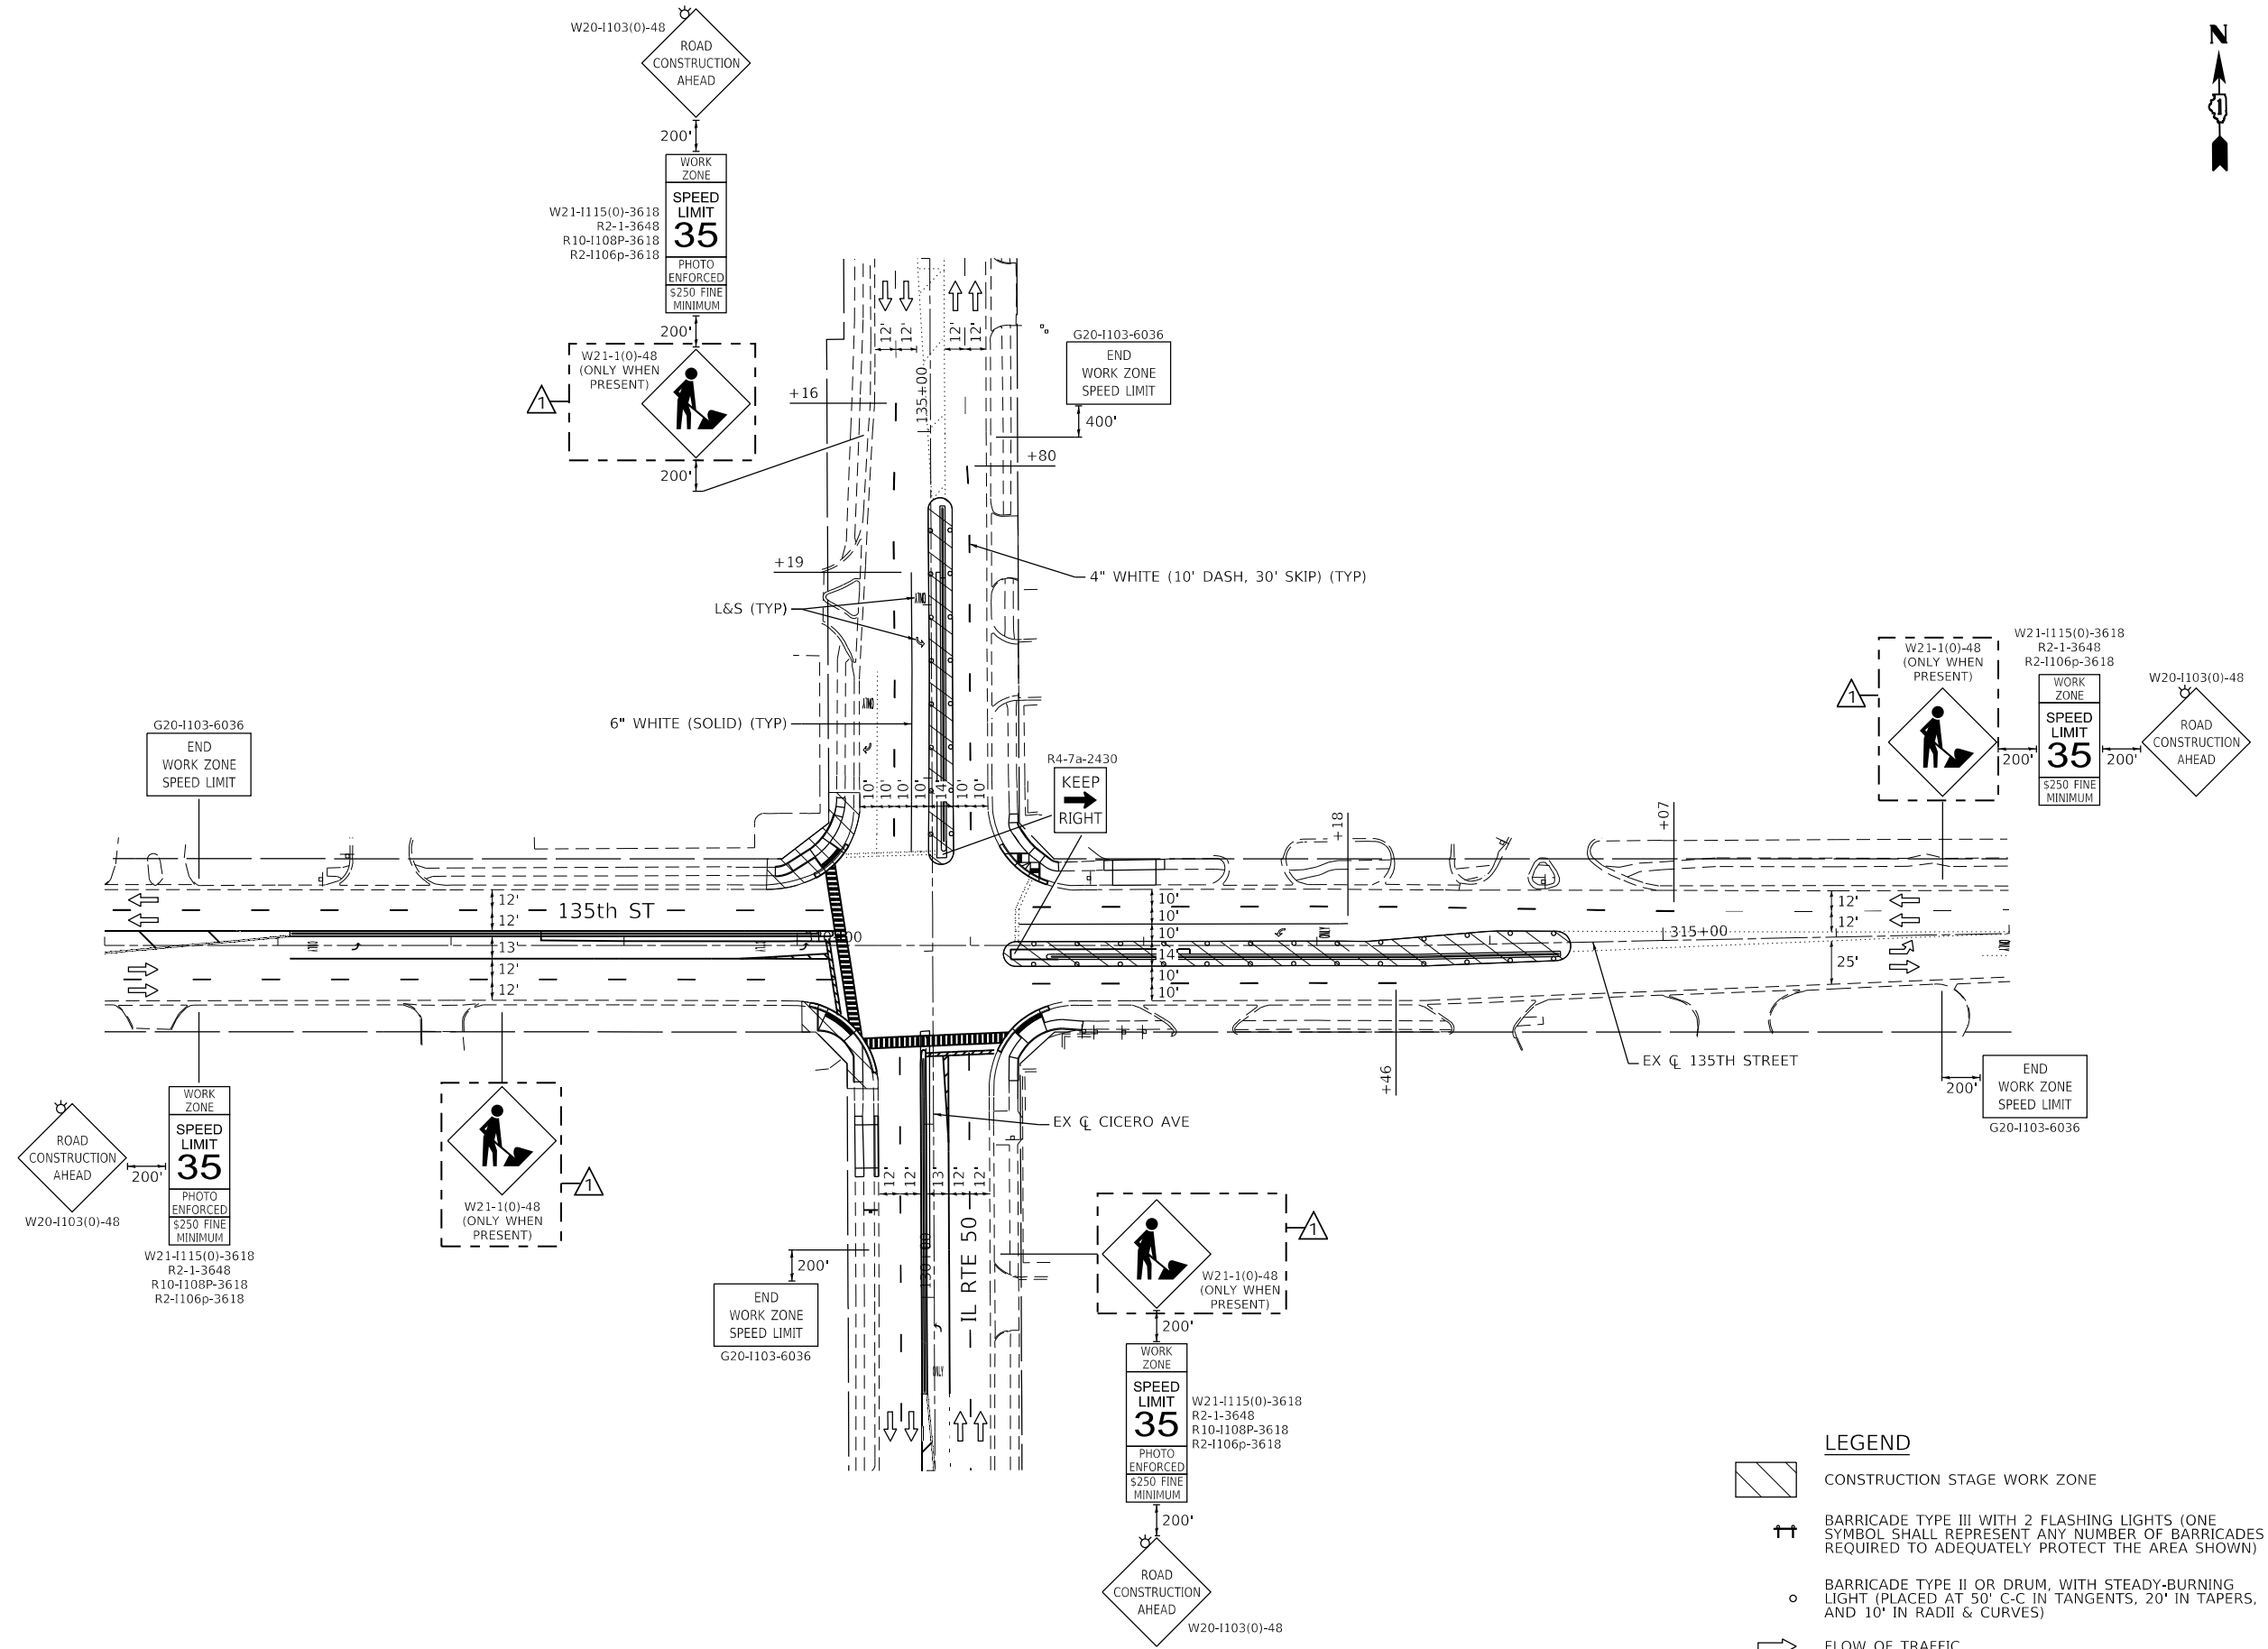 N
1
W20-I103(0)-48
ROAD
CONSTRUCTION
AHEAD
200'
WORK
ZONE
SPEED
LIMIT
35
PHOTO
ENFORCED
$250 FINE
MINIMUM
W21-I115(0)-3618
R2-1-3648
R10-I108P-3618
R2-I106p-3618
200'
W21-1(0)-48
(ONLY WHEN
PRESENT)
1
200'
12'
12'
12'
12'
135+00
G20-I103-6036
END
WORK ZONE
SPEED LIMIT
400'
+16
+80
+19
4" WHITE (10' DASH, 30' SKIP) (TYP)
L&S (TYP)
ONLY
ONLY
6" WHITE (SOLID) (TYP)
10'
10'
10'
10'
14'
10'
10'
R4-7a-2430
KEEP
RIGHT
G20-I103-6036
END
WORK ZONE
SPEED LIMIT
W21-1(0)-48
(ONLY WHEN
PRESENT)
1
200'
W21-I115(0)-3618
R2-1-3648
R2-I106p-3618
WORK
ZONE
SPEED
LIMIT
35
$250 FINE
MINIMUM
200'
W20-I103(0)-48
ROAD
CONSTRUCTION
AHEAD
+18
+07
12'
12'
135th ST
13'
12'
12'
ONLY
ONLY
10'
10'
10'
14'
10'
10'
ONLY
315+00
12'
12'
25'
ONLY
+46
EX ℄ 135TH STREET
200'
END
WORK ZONE
SPEED LIMIT
G20-I103-6036
ROAD
CONSTRUCTION
AHEAD
W20-I103(0)-48
200'
WORK
ZONE
SPEED
LIMIT
35
PHOTO
ENFORCED
$250 FINE
MINIMUM
W21-I115(0)-3618
R2-1-3648
R10-I108P-3618
R2-I106p-3618
W21-1(0)-48
(ONLY WHEN
PRESENT)
1
EX ℄ CICERO AVE
12'
12'
13'
12'
12'
130+00
IL RTE 50
ONLY
200'
END
WORK ZONE
SPEED LIMIT
G20-I103-6036
W21-1(0)-48
(ONLY WHEN
PRESENT)
1
200'
WORK
ZONE
SPEED
LIMIT
35
PHOTO
ENFORCED
$250 FINE
MINIMUM
W21-I115(0)-3618
R2-1-3648
R10-I108P-3618
R2-I106p-3618
200'
ROAD
CONSTRUCTION
AHEAD
W20-I103(0)-48
LEGEND
CONSTRUCTION STAGE WORK ZONE
BARRICADE TYPE III WITH 2 FLASHING LIGHTS (ONE
SYMBOL SHALL REPRESENT ANY NUMBER OF BARRICADES
REQUIRED TO ADEQUATELY PROTECT THE AREA SHOWN)
BARRICADE TYPE II OR DRUM, WITH STEADY-BURNING
LIGHT (PLACED AT 50' C-C IN TANGENTS, 20' IN TAPERS,
AND 10' IN RADII & CURVES)
FLOW OF TRAFFIC